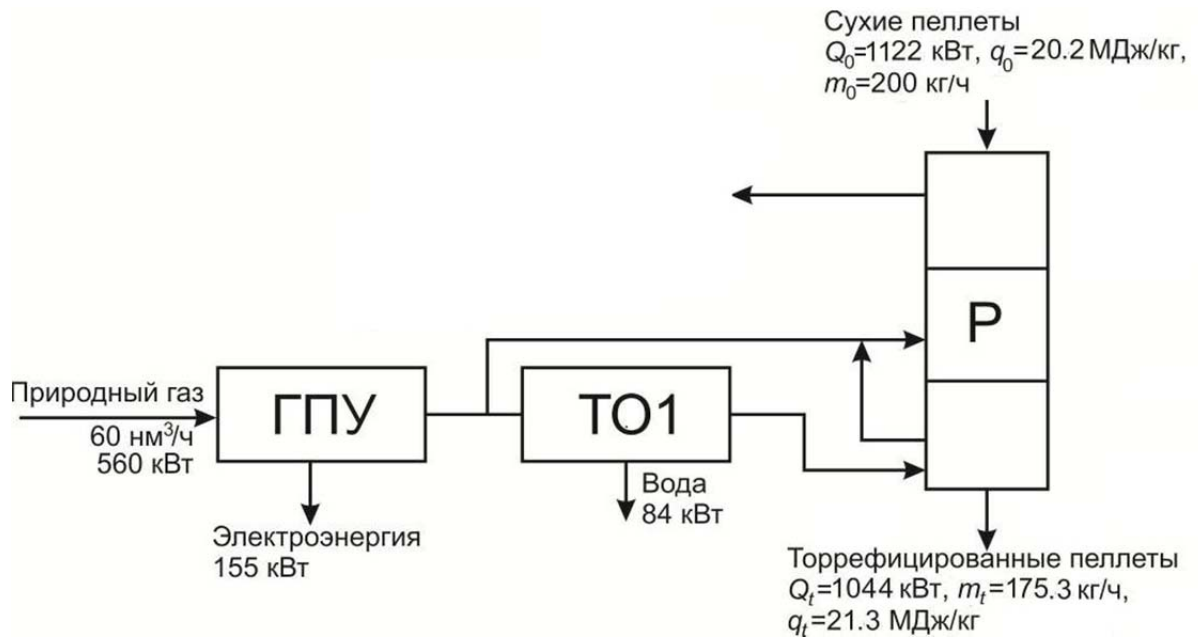 Сухие пеллеты
Q₀=1122 кВт, q₀=20.2 МДж/кг,
m₀=200 кг/ч
Р
Природный газ
60 нм³/ч
560 кВт
ГПУ
ТО1
Электроэнергия
155 кВт
Вода
84 кВт
Торрефицированные пеллеты
Qₜ=1044 кВт, mₜ=175.3 кг/ч,
qₜ=21.3 МДж/кг